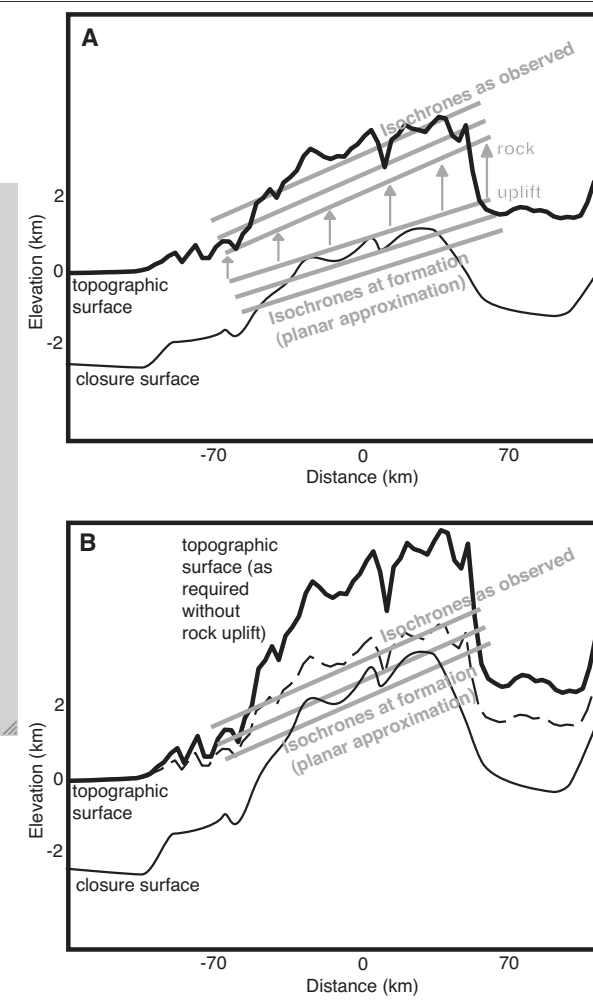 A
Isochrones as observed
rock
uplift
2
0
-2
Elevation (km)
topographic
surface
Isochrones at formation
(planar approximation)
closure surface
-70
0
70
Distance (km)
B
topographic
surface (as
required
without
rock uplift)
Isochrones as observed
Isochrones at formation
(planar approximation)
2
0
-2
Elevation (km)
topographic
surface
closure surface
-70
0
70
Distance (km)